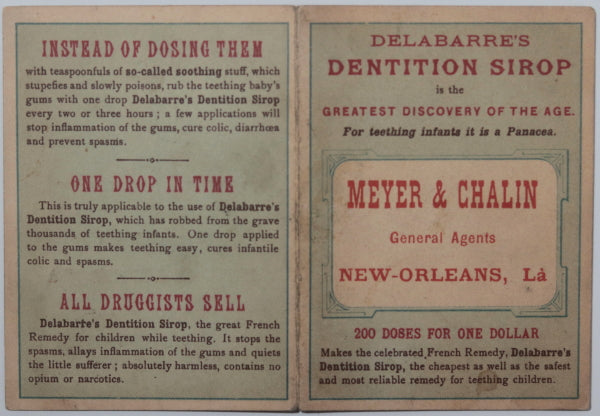 INSTEAD OF DOSING THEM
with teaspoonfuls of so-called soothing stuff, which
stupefies and slowly poisons, rub the teething baby's
gums with one drop Delabarre's Dentition Sirop
every two or three hours; a few applications will
stop inflammation of the gums, cure colic, diarrhœa
and prevent spasms.
ONE DROP IN TIME
This is truly applicable to the use of Delabarre's
Dentition Sirop, which has robbed from the grave
thousands of teething infants. One drop applied
to the gums makes teething easy, cures infantile
colic and spasms.
ALL DRUGGISTS SELL
Delabarre's Dentition Sirop, the great French
Remedy for children while teething. It stops the
spasms, allays inflammation of the gums and quiets
the little sufferer; absolutely harmless, contains no
opium or narcotics.
DELABARRE'S
DENTITION SIROP
is the
GREATEST DISCOVERY OF THE AGE.
For teething infants it is a Panacea.
MEYER & CHALIN
General Agents
NEW-ORLEANS, Là
200 DOSES FOR ONE DOLLAR
Makes the celebrated French Remedy, Delabarre's
Dentition Sirop, the cheapest as well as the safest
and most reliable remedy for teething children.